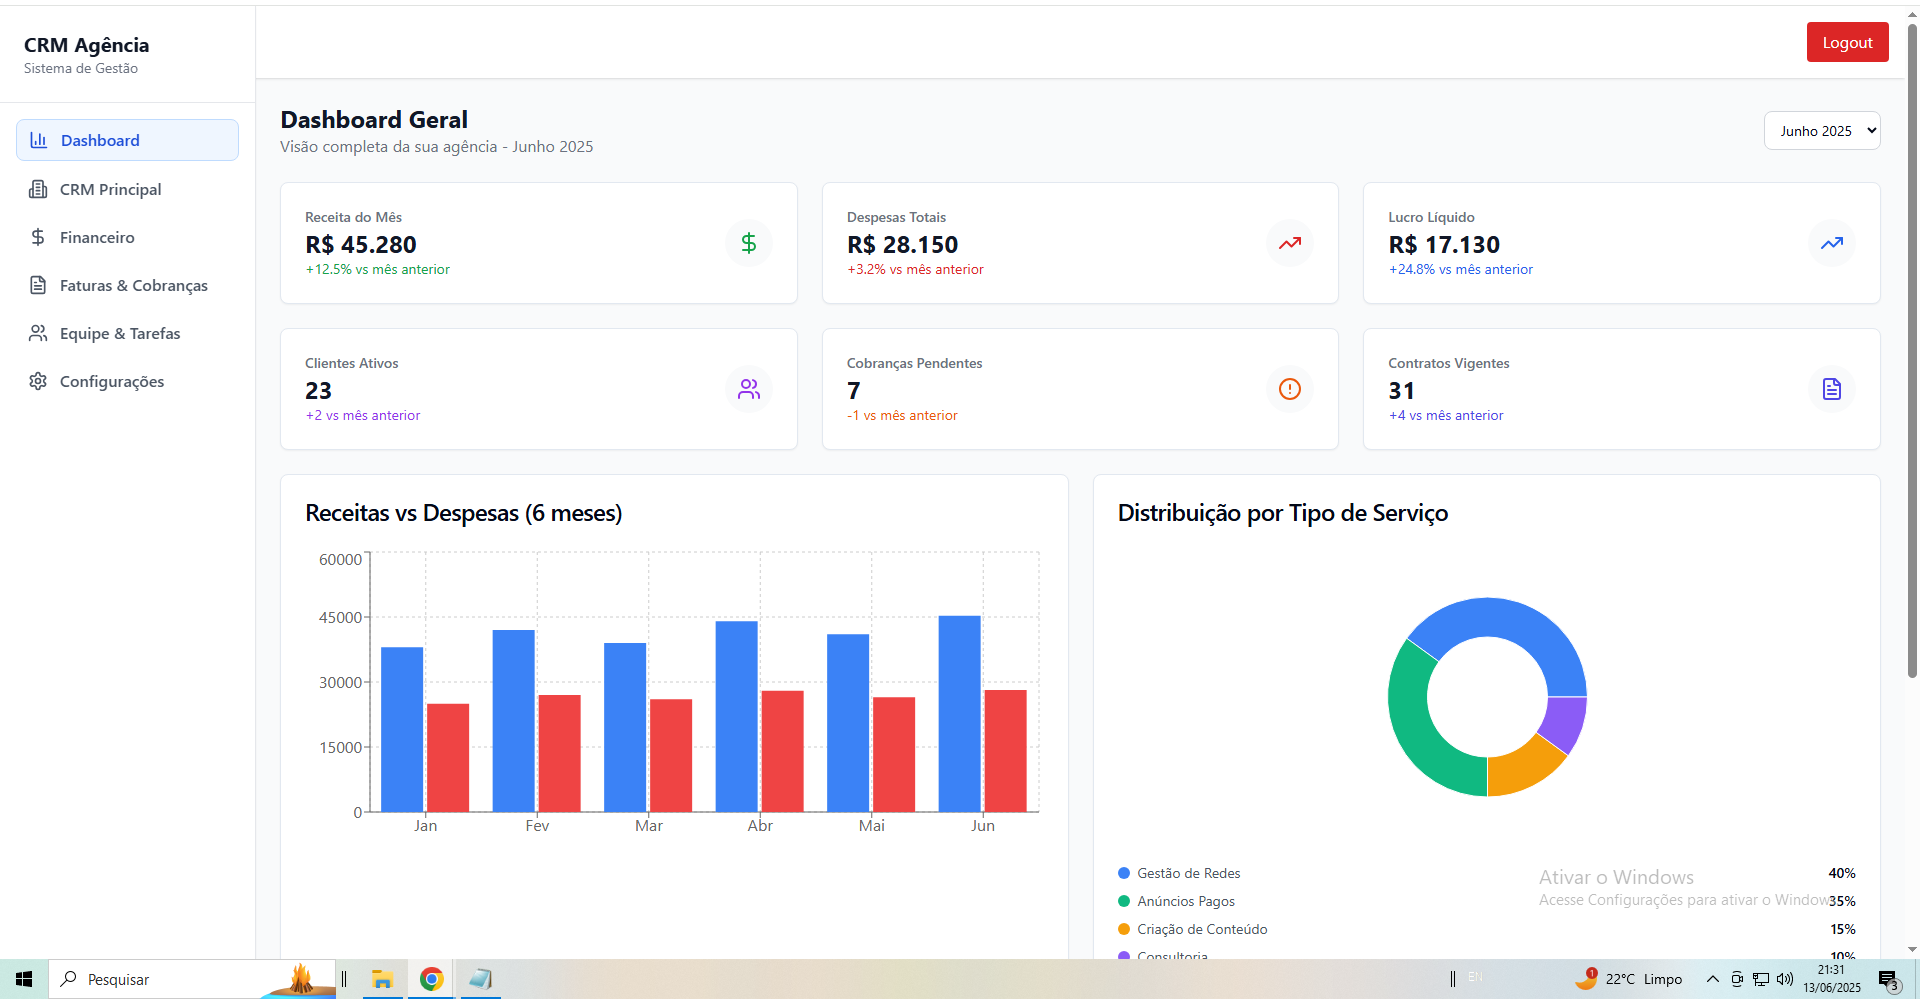 CRM Agência
Sistema de Gestão
Logout
Dashboard
CRM Principal
Financeiro
Faturas & Cobranças
Equipe & Tarefas
Configurações
Dashboard Geral
Visão completa da sua agência - Junho 2025
Junho 2025
Receita do Mês
R$ 45.280
+12.5% vs mês anterior
Despesas Totais
R$ 28.150
+3.2% vs mês anterior
Lucro Líquido
R$ 17.130
+24.8% vs mês anterior
Clientes Ativos
23
+2 vs mês anterior
Cobranças Pendentes
7
-1 vs mês anterior
Contratos Vigentes
31
+4 vs mês anterior
Receitas vs Despesas (6 meses)
60000
45000
30000
15000
0
Jan
Fev
Mar
Abr
Mai
Jun
Distribuição por Tipo de Serviço
Gestão de Redes 40%
Anúncios Pagos 35%
Criação de Conteúdo 15%
Consultoria 10%
Ativar o Windows
Acesse Configurações para ativar o Windows
Pesquisar
EN
1
22°C Limpo
21:31
13/06/2025
3